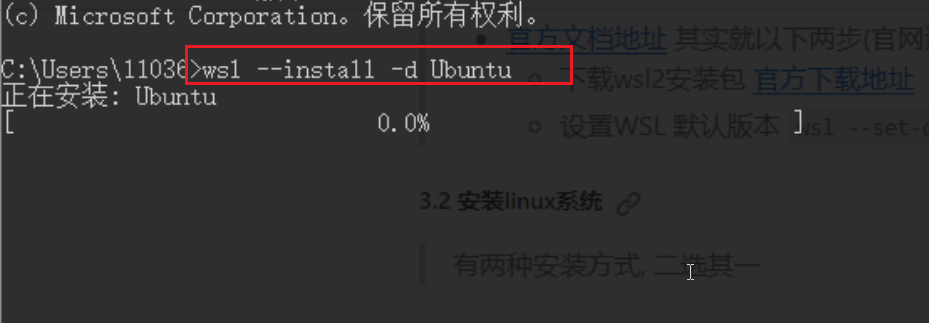 (c) Microsoft Corporation。保留所有权利。
官方文档地址 其实就以下两步(官网
C:\Users\11036>wsl --install -d Ubuntu
下载wsl2安装包 官方下载地址
正在安装: Ubuntu
[ 0.0% ]
设置WSL 默认版本 wsl --set-d
3.2 安装linux系统
有两种安装方式, 二选其一